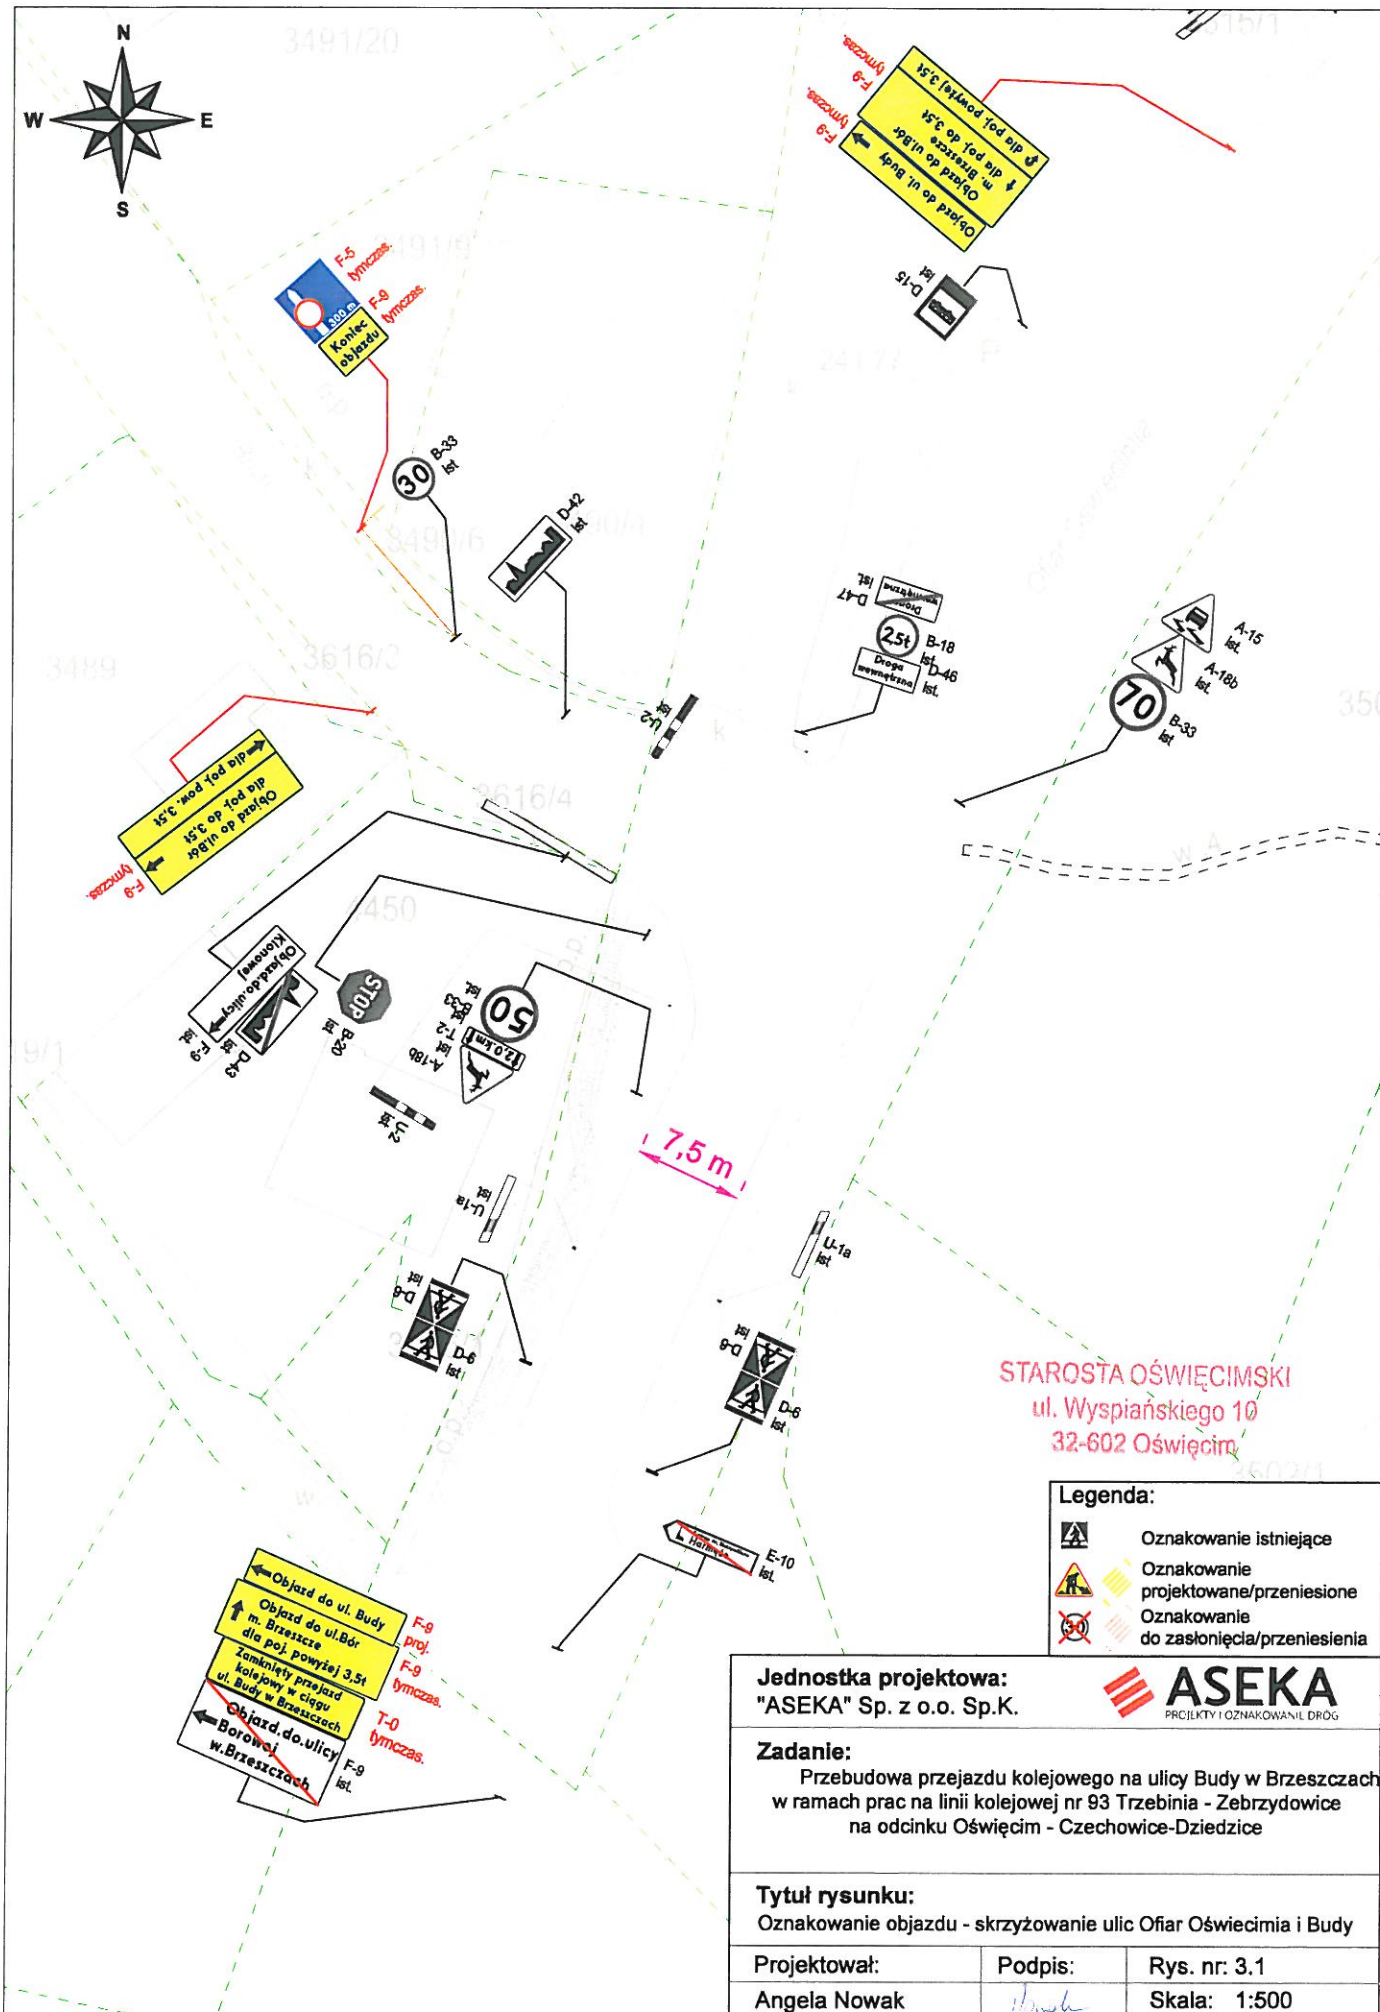 N
W
E
S
3491/20
F-9
tymczas.
F-9
tymczas.
dla poj. powyżej 3,5t
Objazd do ul.Bór
m. Brzeszcze
dla poj. do 3,5t
Objazd do ul. Budy
F-5
tymczas.
300 m
F-9
tymczas.
Koniec
objazdu
D-15
ist
B-33
ist
30
D-42
ist
3490/6
3489
3616/4
4450
D-47
ist.
Droga
wewnętrzna
2,5t
B-18
ist
Droga
wewnętrzna
D-46
ist.
A-15
ist.
A-18b
ist.
70
B-33
ist
U-2
ist
w A
dla poj. pow. 3,5t
Objazd do ul.Bór
dla poj. do 3,5t
F-9
tymczas.
Objazd.do.ulicy
Klonowej
F-9
ist
D-43
ist
STOP
B-20
ist
50
B-33
ist.
T-2
ist.
2,0.km
A-18b
ist
U-2
ist
7,5 m
U-1a
ist.
U-1a
ist
D-6
ist
D-6
ist
D-6
ist
D-6
ist
STAROSTA OŚWIĘCIMSKI
ul. Wyspiańskiego 10
32-602 Oświęcim
3502/1
E-10
ist.
Objazd do ul. Budy
F-9
proj.
Objazd do ul.Bór
m. Brzeszcze
dla poj. powyżej 3,5t
F-9
tymczas.
Zamknięty przejazd
kolejowy w ciągu
ul. Budy w Brzeszczach
T-0
tymczas.
Objazd.do.ulicy
Borowej
w.Brzeszczach
F-9
ist.
Legenda:
Oznakowanie istniejące
Oznakowanie
projektowane/przeniesione
Oznakowanie
do zasłonięcia/przeniesienia
Jednostka projektowa:
"ASEKA" Sp. z o.o. Sp.K.
ASEKA
PROJEKTY I OZNAKOWANIE DRÓG
Zadanie:
Przebudowa przejazdu kolejowego na ulicy Budy w Brzeszczach
w ramach prac na linii kolejowej nr 93 Trzebinia - Zebrzydowice
na odcinku Oświęcim - Czechowice-Dziedzice
Tytuł rysunku:
Oznakowanie objazdu - skrzyżowanie ulic Ofiar Oświecimia i Budy
Projektował:
Podpis:
Rys. nr: 3.1
Angela Nowak
Skala: 1:500